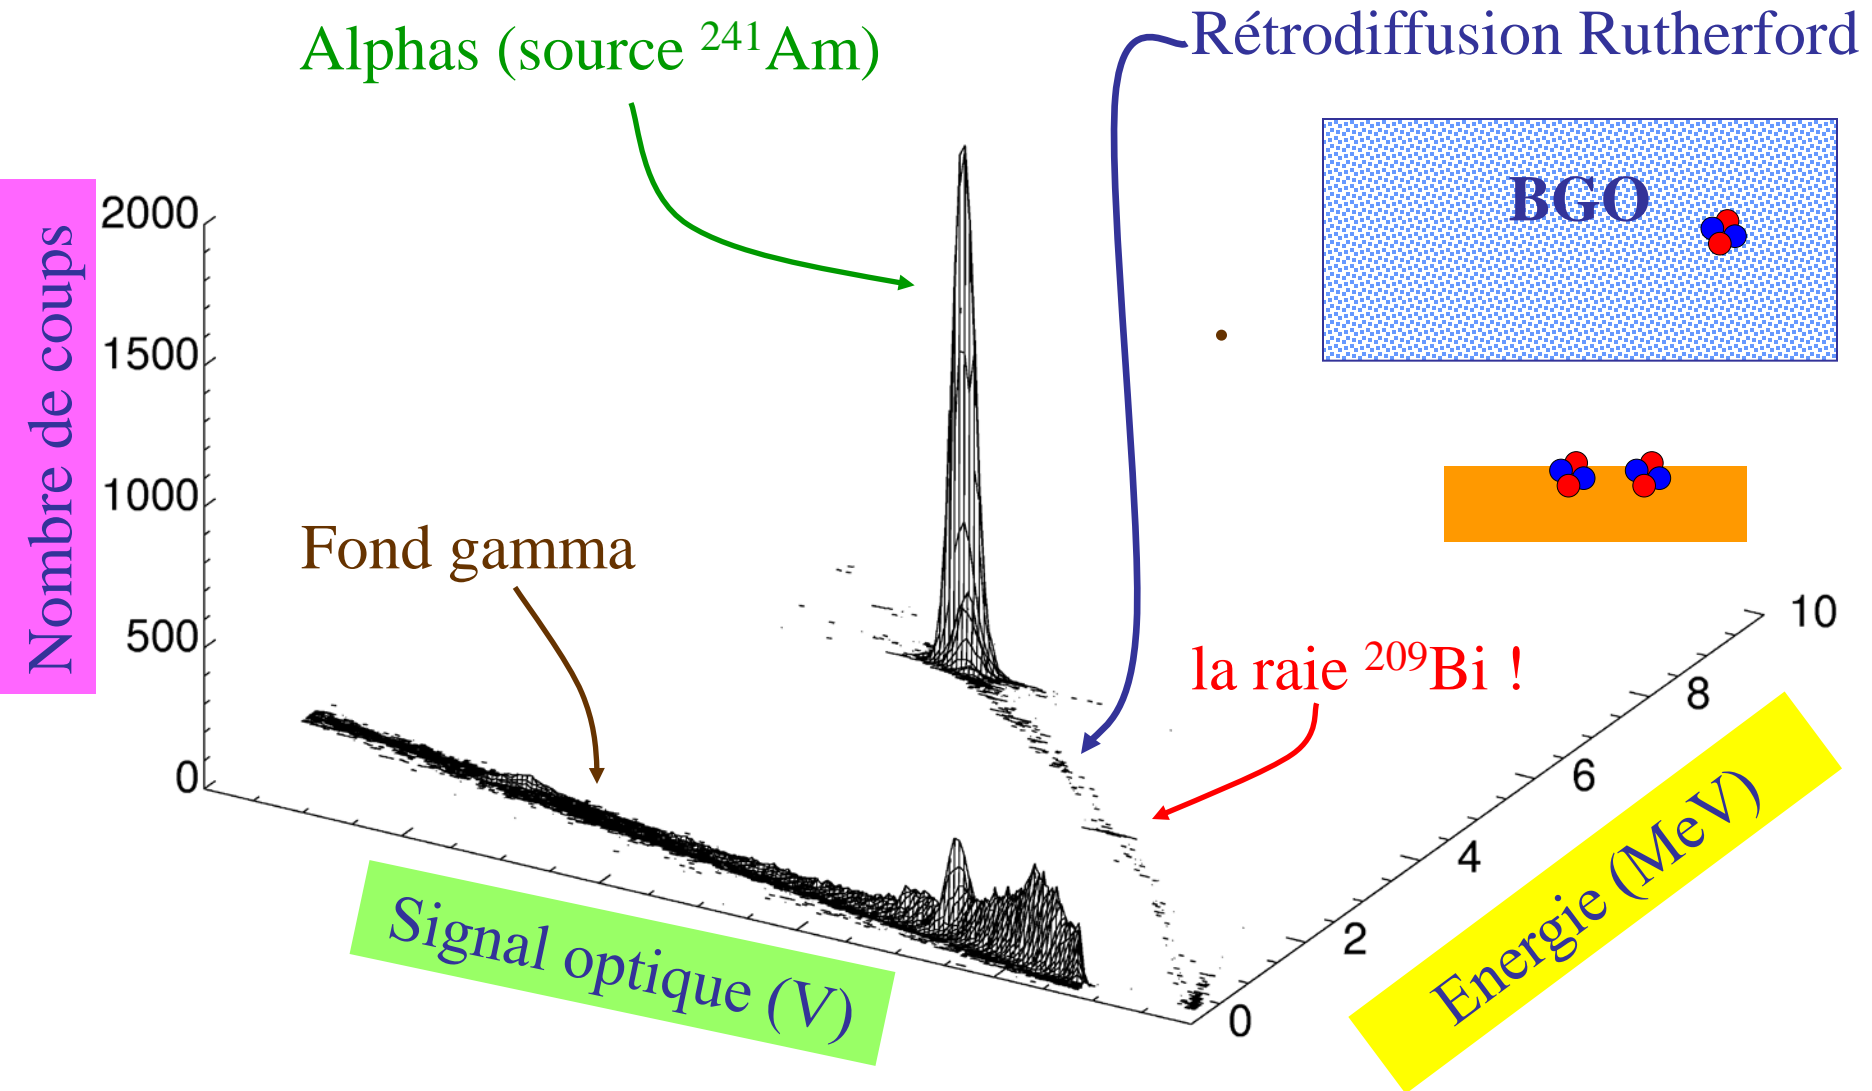 Alphas (source ²⁴¹Am)
Rétrodiffusion Rutherford
BGO
Nombre de coups
2000
1500
1000
500
0
Fond gamma
la raie ²⁰⁹Bi !
10
8
6
4
2
0
Signal optique (V)
Energie (MeV)